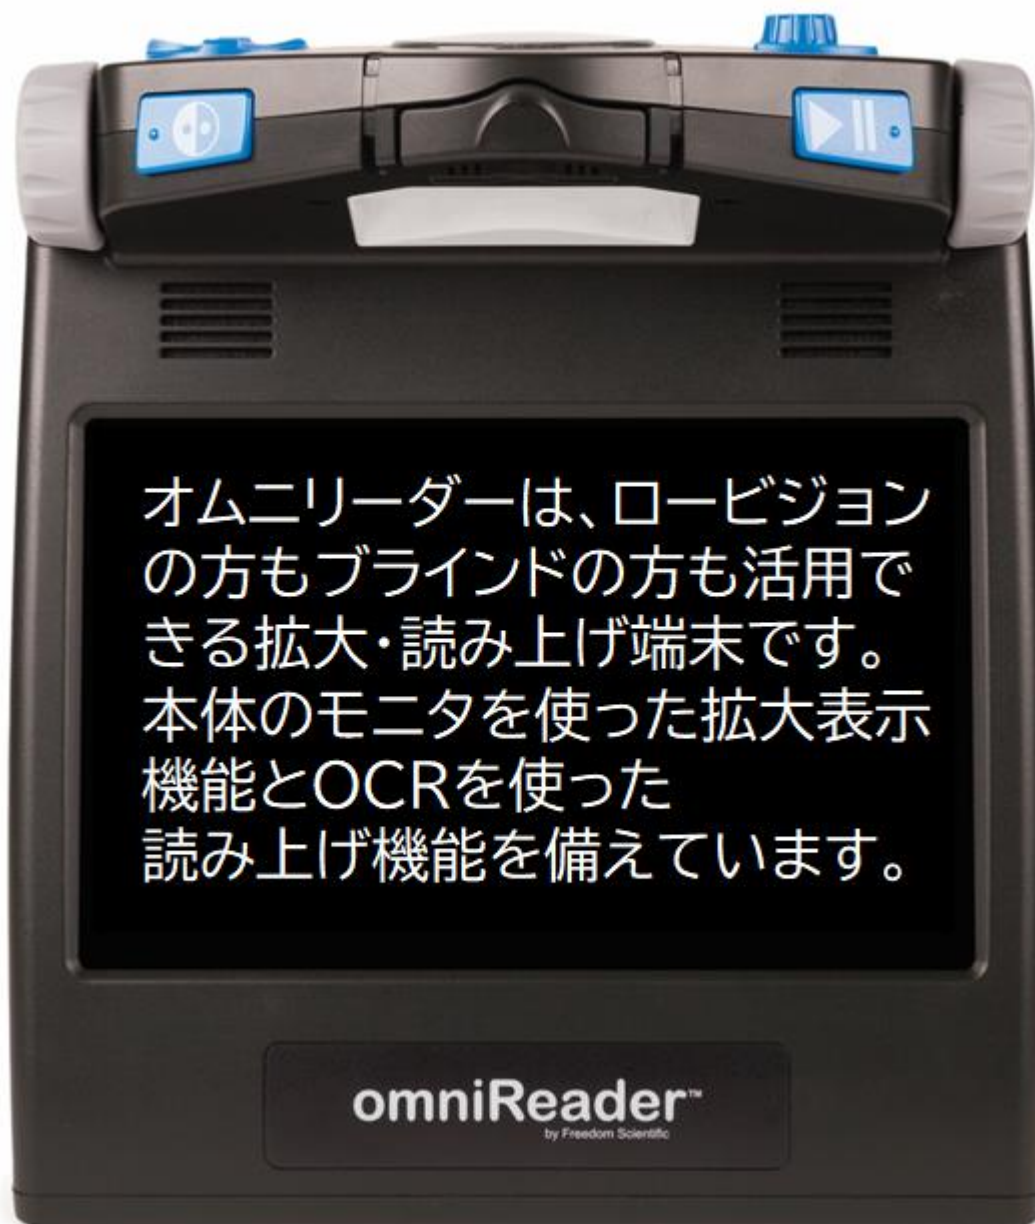 オムニリーダーは、ロービジョン
の方もブラインドの方も活用で
きる拡大・読み上げ端末です。
本体のモニタを使った拡大表示
機能とOCRを使った
読み上げ機能を備えています。
omniReader™
by Freedom Scientific